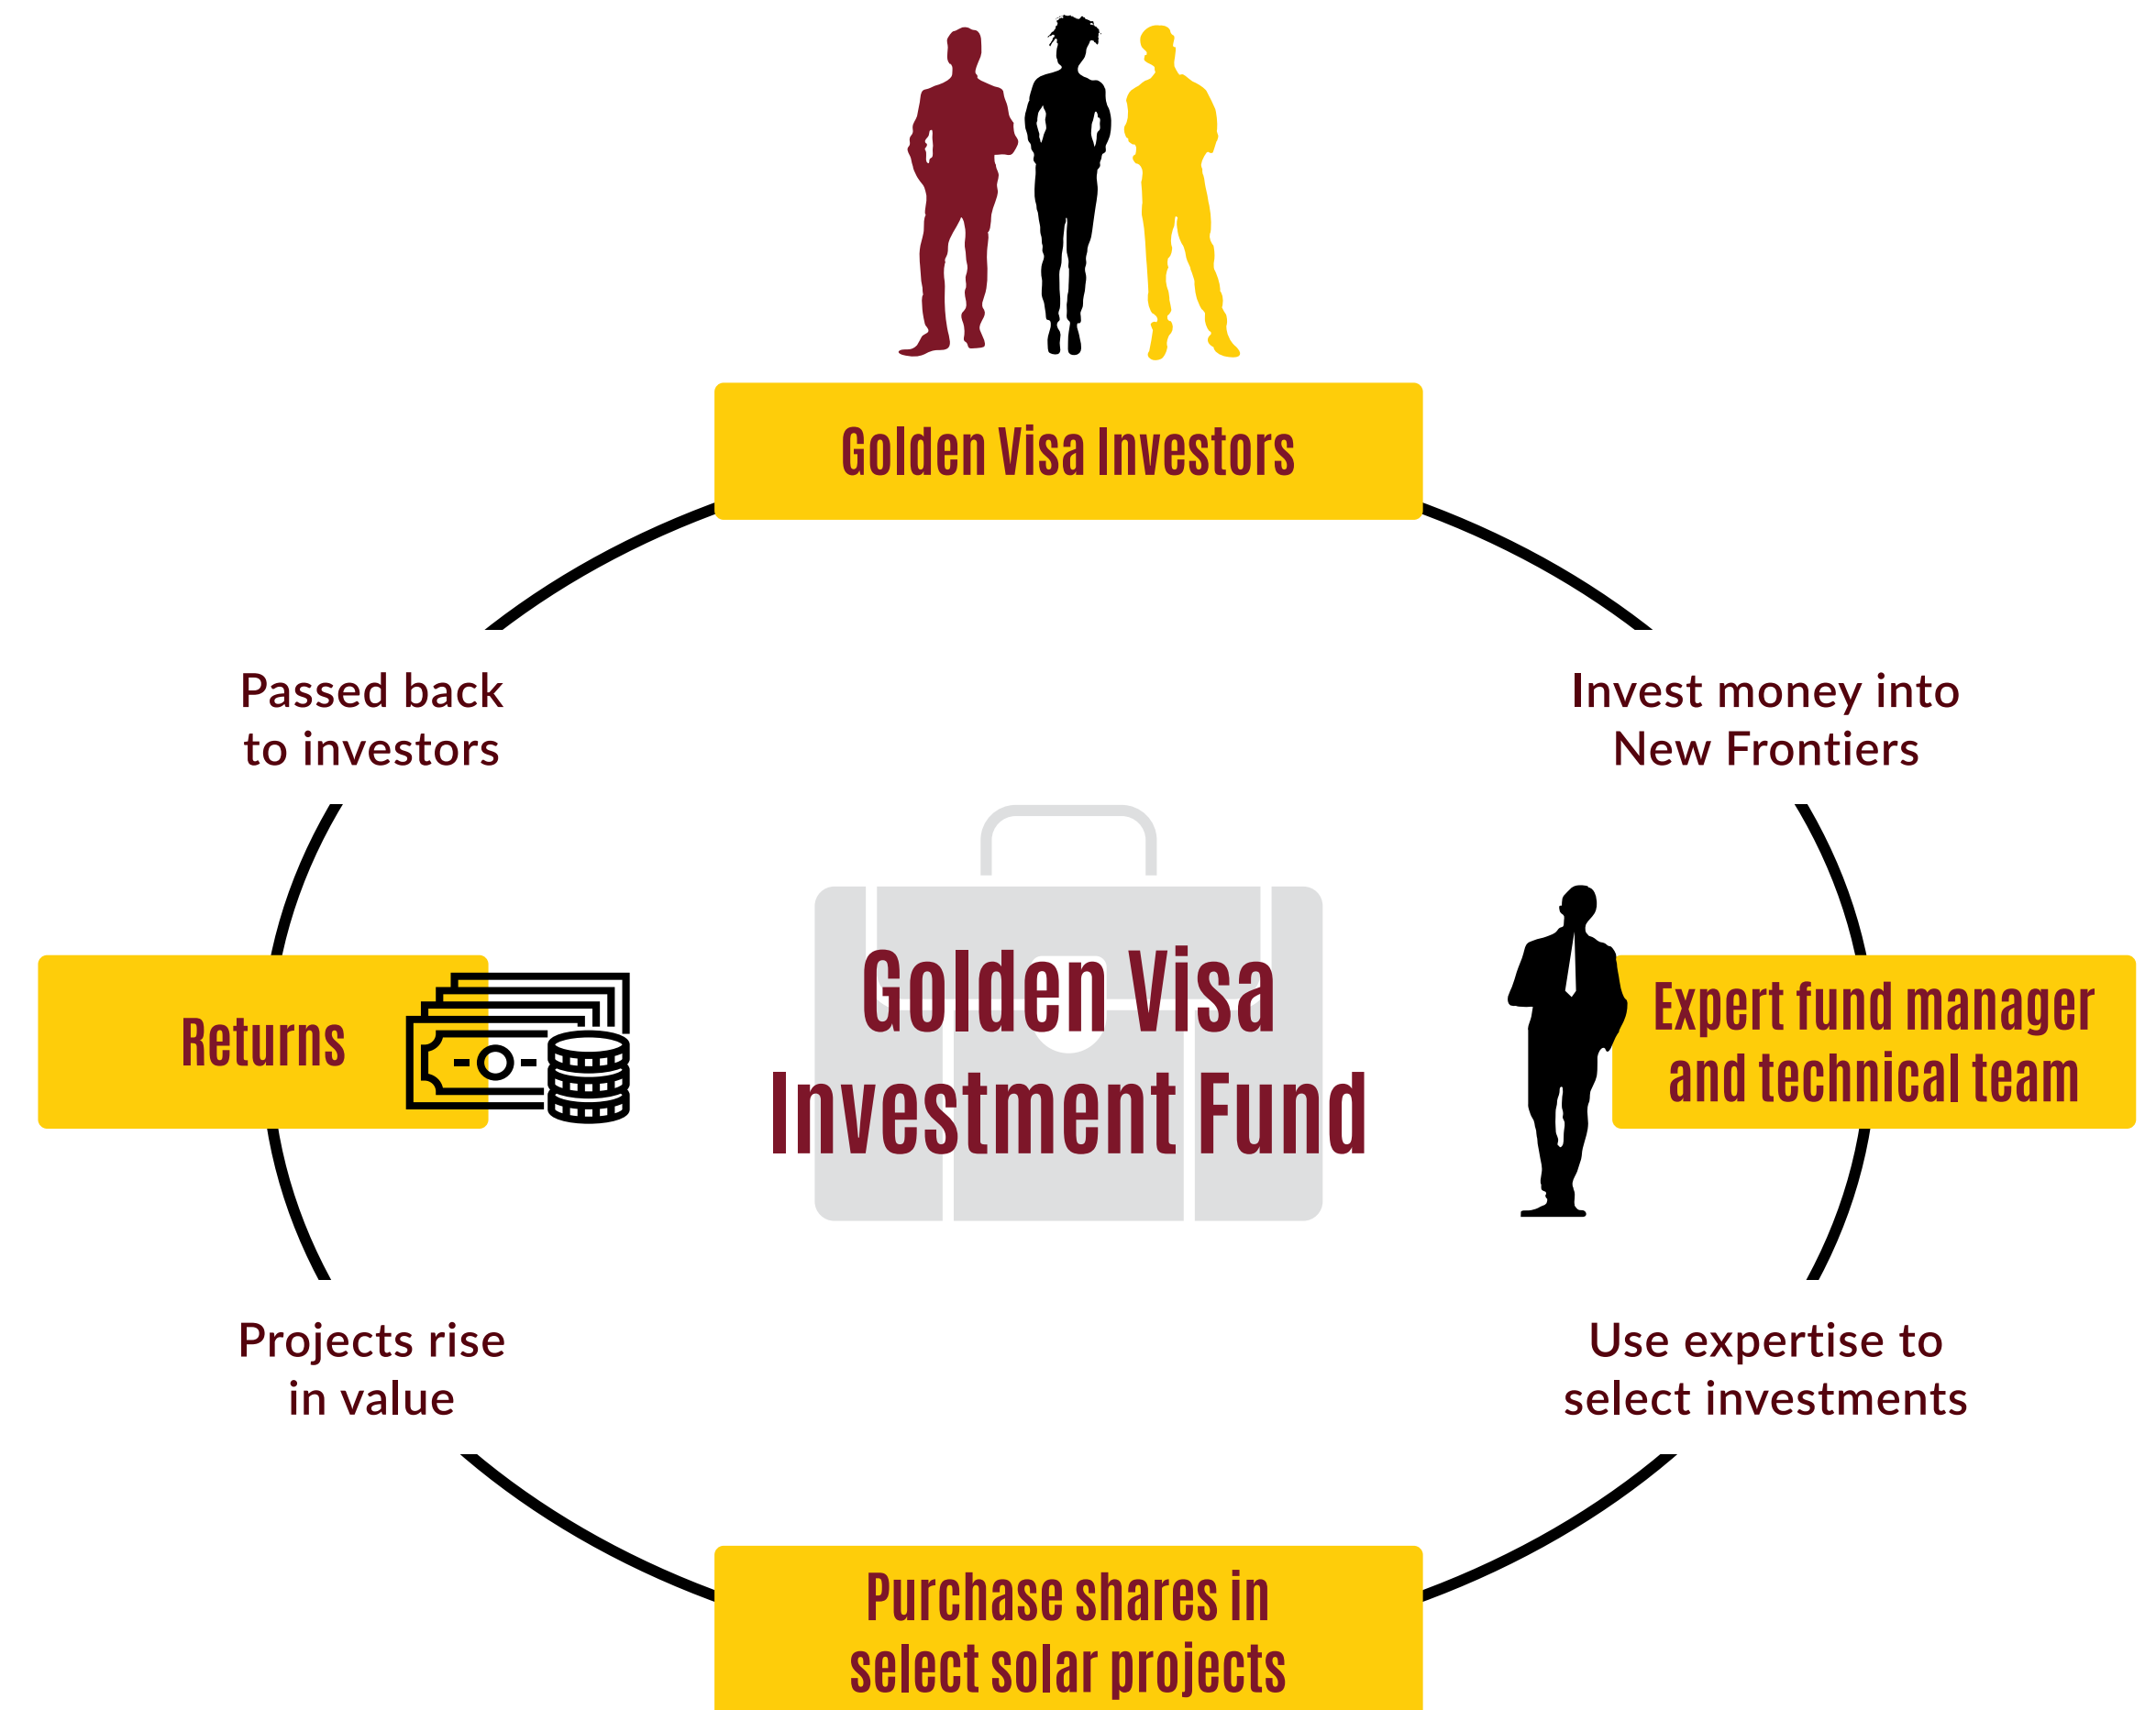 Golden Visa Investors
Passed back
to investors
Invest money into
New Frontiers
Golden Visa
Investment Fund
Returns
Expert fund manager
and technical team
Projects rise
in value
Use expertise to
select investments
Purchase shares in
select solar projects